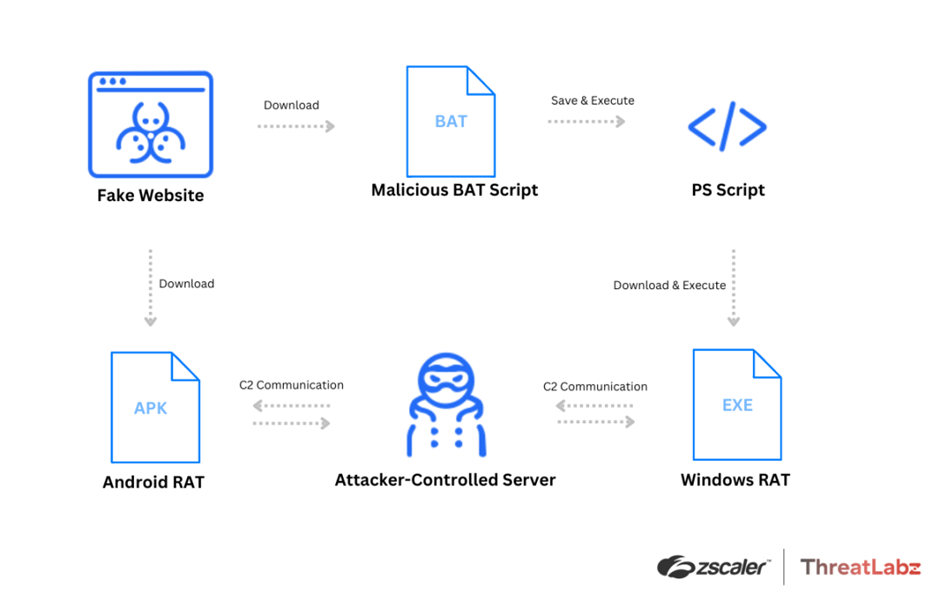 Download
Save & Execute
BAT
Fake Website
Malicious BAT Script
PS Script
Download
Download & Execute
C2 Communication
C2 Communication
APK
EXE
Android RAT
Attacker-Controlled Server
Windows RAT
zscaler™
ThreatLabz